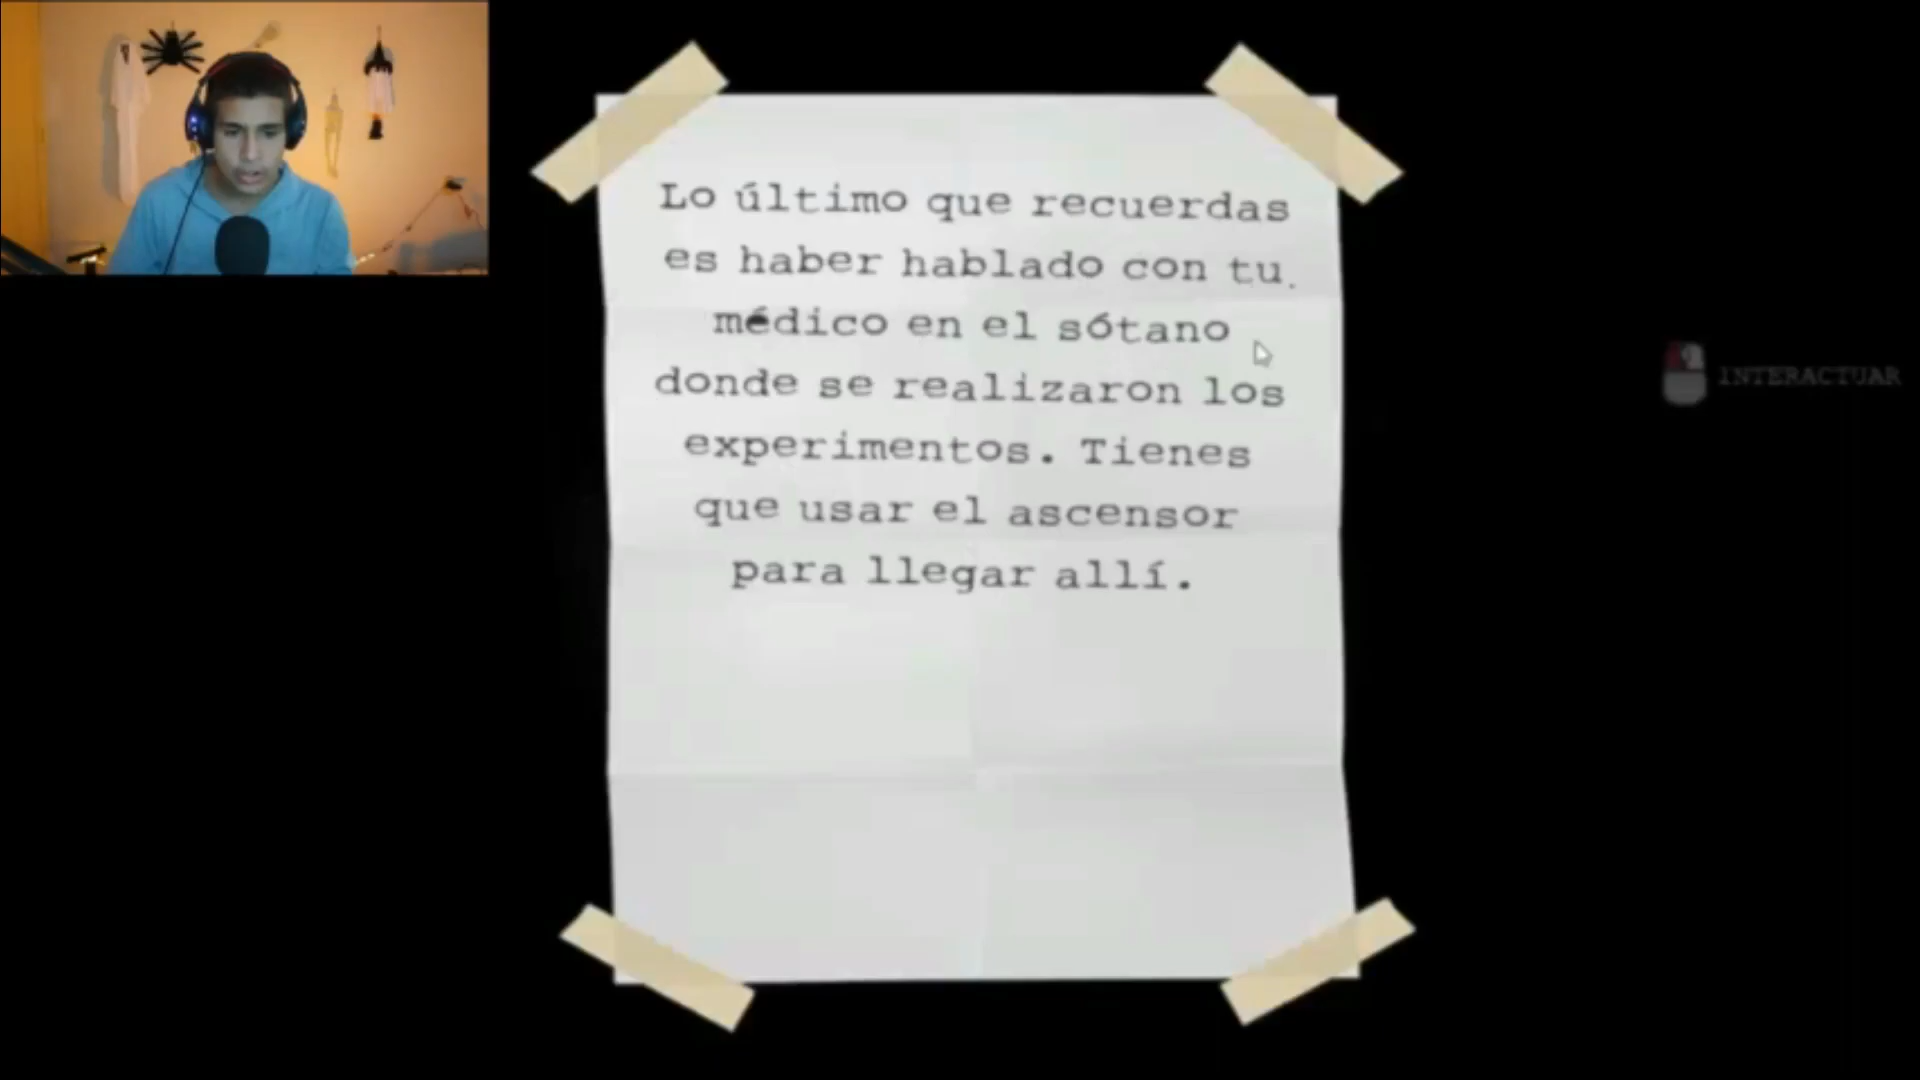 Lo último que recuerdas
es haber hablado con tu
médico en el sótano
donde se realizaron los
experimentos. Tienes
que usar el ascensor
para llegar allí.
INTERACTUAR